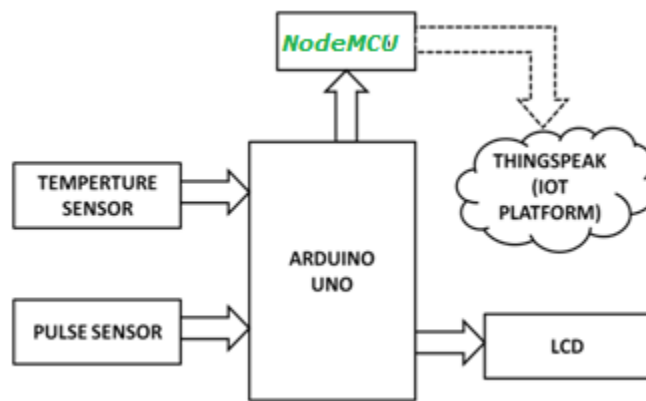 NodeMCU
THINGSPEAK
(IOT
PLATFORM)
TEMPERTURE
SENSOR
ARDUINO
UNO
PULSE SENSOR
LCD